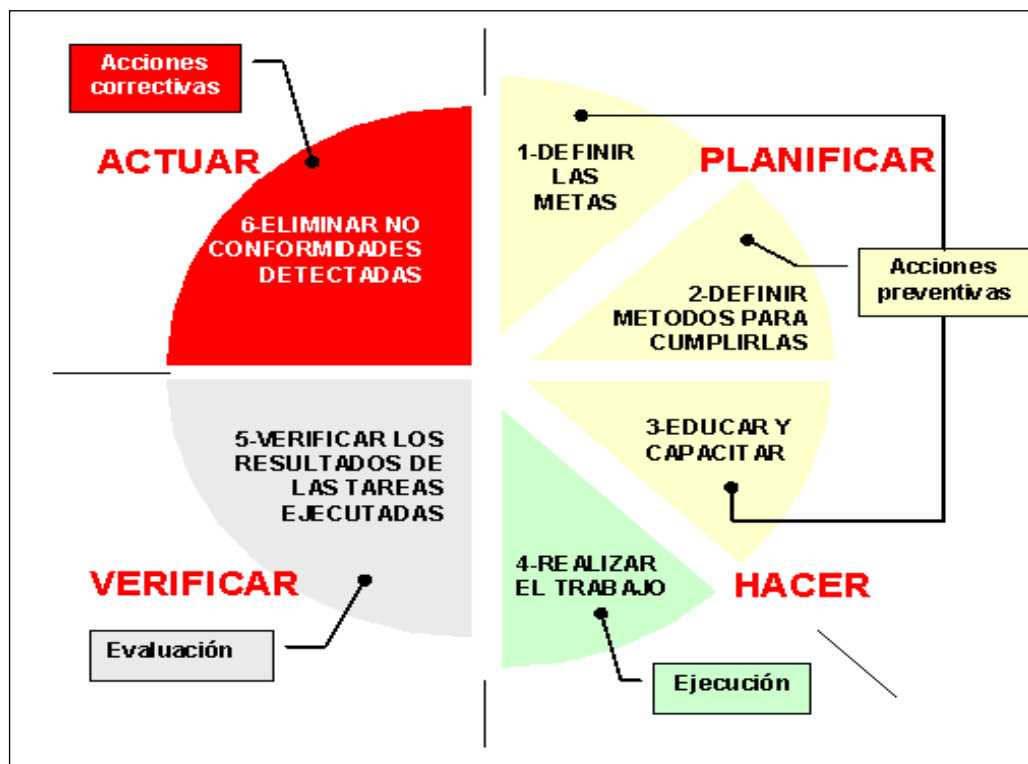 Acciones
correctivas
ACTUAR
6-ELIMINAR NO
CONFORMIDADES
DETECTADAS
1-DEFINIR
LAS
METAS
PLANIFICAR
2-DEFINIR
METODOS PARA
CUMPLIRLAS
Acciones
preventivas
3-EDUCAR Y
CAPACITAR
HACER
4-REALIZAR
EL TRABAJO
Ejecución
5-VERIFICAR LOS
RESULTADOS DE
LAS TAREAS
EJECUTADAS
VERIFICAR
Evaluación